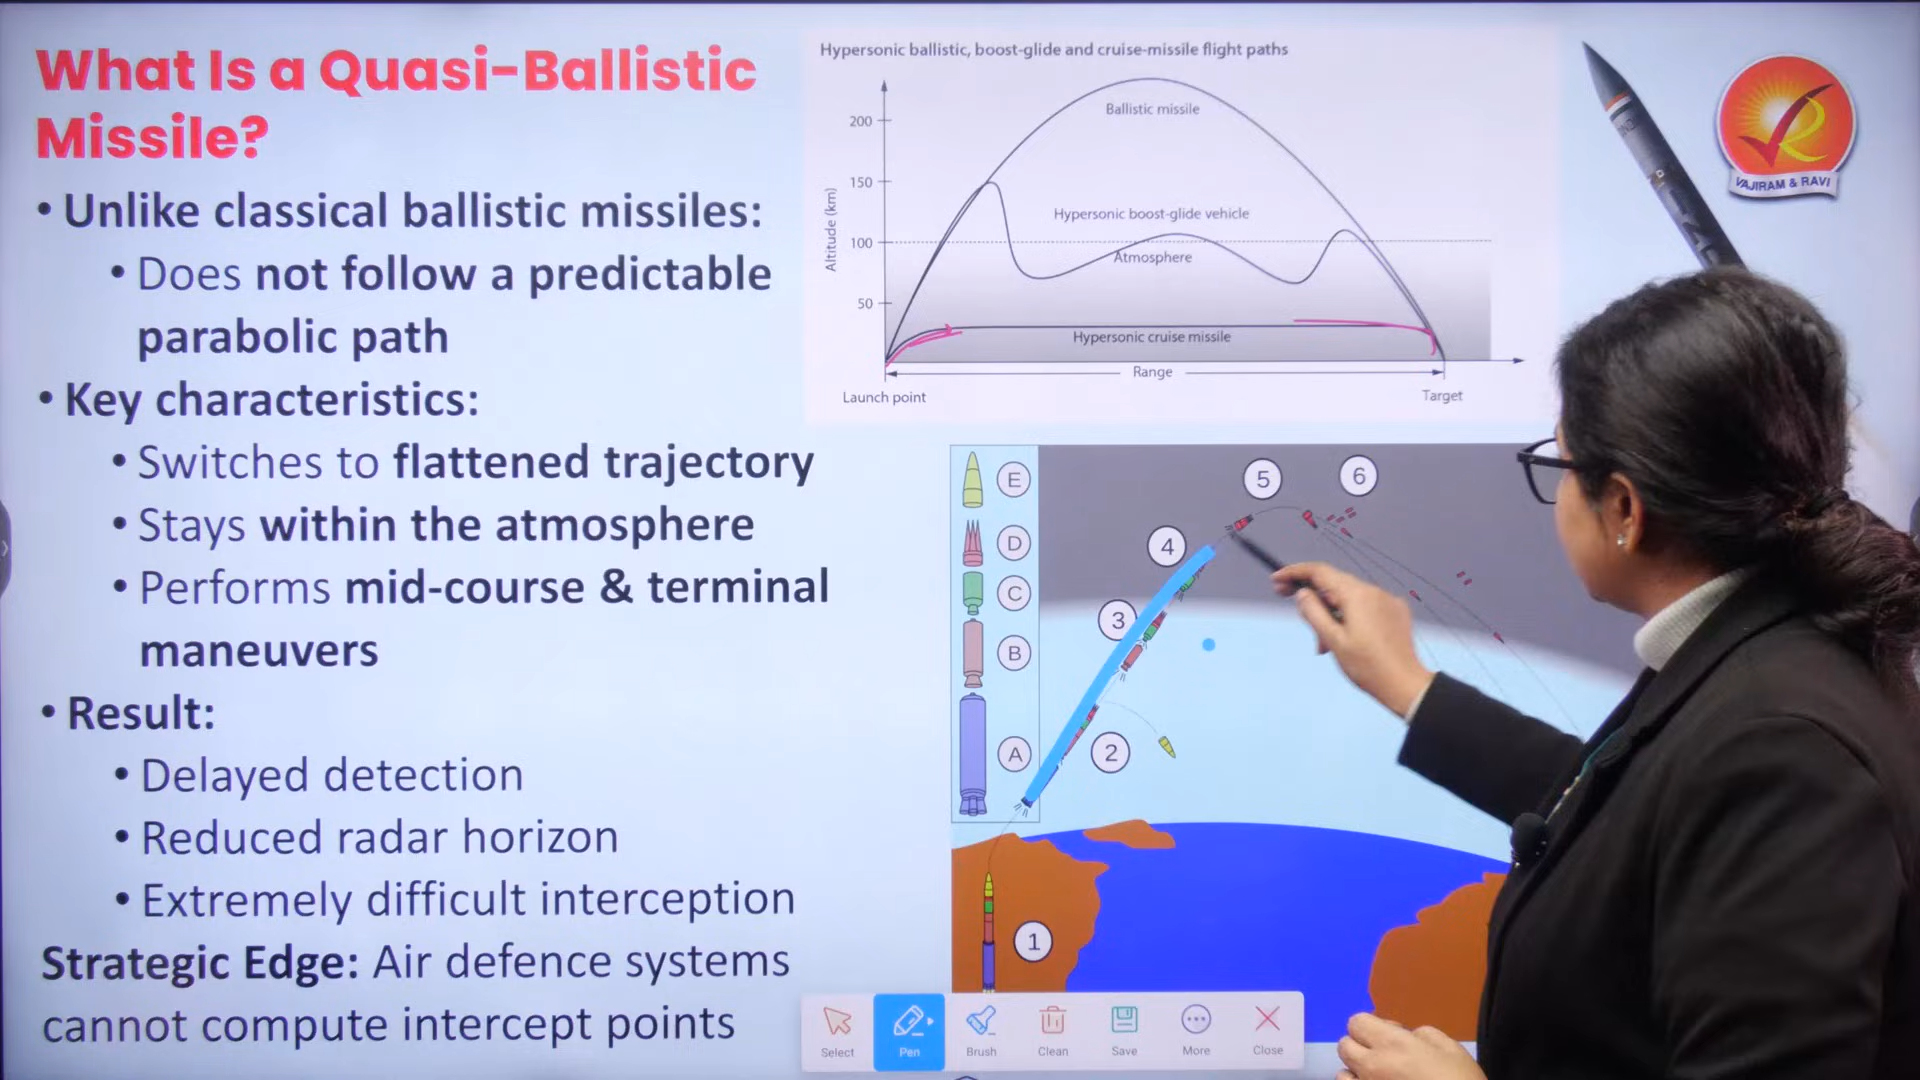 What Is a Quasi-Ballistic
Missile?
• Unlike classical ballistic missiles:
• Does not follow a predictable
parabolic path
• Key characteristics:
• Switches to flattened trajectory
• Stays within the atmosphere
• Performs mid-course & terminal
maneuvers
• Result:
• Delayed detection
• Reduced radar horizon
• Extremely difficult interception
Strategic Edge: Air defence systems
cannot compute intercept points
Hypersonic ballistic, boost-glide and cruise-missile flight paths
Altitude (km)
200
150
100
50
Ballistic missile
Hypersonic boost-glide vehicle
Atmosphere
Hypersonic cruise missile
Range
Launch point
Target
VAJIRAM & RAVI
E
D
C
B
A
1
2
3
4
5
6
Select
Pen
Brush
Clean
Save
More
Close